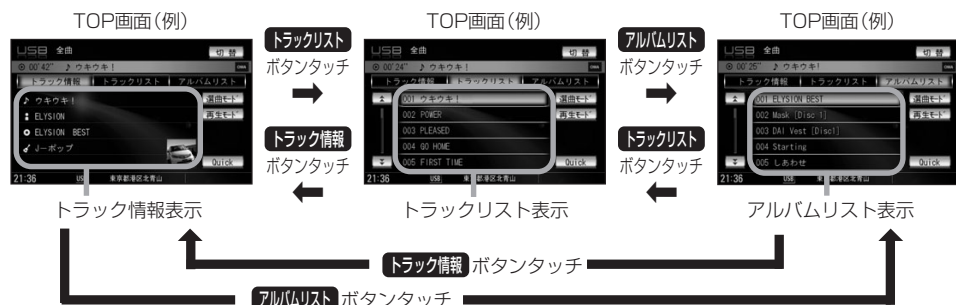 TOP画面(例)
USB 全曲
切替
00'42" ♪ ウキウキ!
トラック情報 トラックリスト アルバムリスト
♪ ウキウキ!
ELYSION
ELYSION BEST
J-ポップ
選曲モード
再生モード
Quick
21:36 USB 東京都港区北青山
トラック情報表示
トラックリスト
ボタンタッチ
トラック情報
ボタンタッチ
TOP画面(例)
USB 全曲
切替
00'24" ♪ ウキウキ!
トラック情報 トラックリスト アルバムリスト
001 ウキウキ!
002 POWER
003 PLEASED
004 GO HOME
005 FIRST TIME
選曲モード
再生モード
Quick
21:36 USB 東京都港区北青山
トラックリスト表示
アルバムリスト
ボタンタッチ
トラックリスト
ボタンタッチ
TOP画面(例)
USB 全曲
切替
00'25" ♪ ウキウキ!
トラック情報 トラックリスト アルバムリスト
001 ELYSION BEST
002 Mask [Disc 1]
003 DAI Vest [Disc1]
004 Starting
005 しあわせ
選曲モード
再生モード
Quick
21:36 USB 東京都港区北青山
アルバムリスト表示
トラック情報 ボタンタッチ
アルバムリスト ボタンタッチ